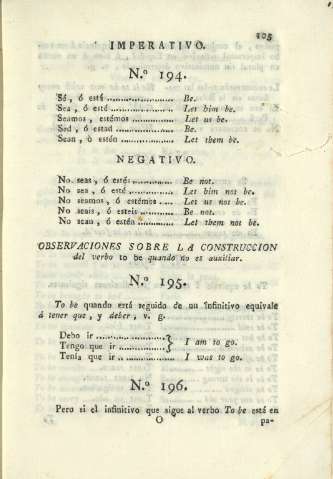 105
IMPERATIVO.
N.º 194.
Sé, ó está .................. Be.
Sea, ó esté .................. Let him be.
Seamos, estémos ........... Let us be.
Sed, ó estad ................ Be.
Sean, ó estén ............... Let them be.
NEGATIVO.
No seas, ó estés ............. Be not.
No sea, ó esté ............... Let him not be.
No seamos, ó estémos ..... Let us not be.
No seais, ó esteis ............ Be not.
No sean, ó estén ............ Let them not be.
OBSERVACIONES SOBRE LA CONSTRUCCION
del verbo to be quando no es auxiliar.
N.º 195.
To be quando está seguido de un infinitivo equivale
á tener que, y deber, v. g.
Debo ir ....................
Tengo que ir ............... } I am to go.
Tenia que ir ................ I was to go.
N.º 196.
Pero si el infinitivo que sigue al verbo To be está en
O pa-